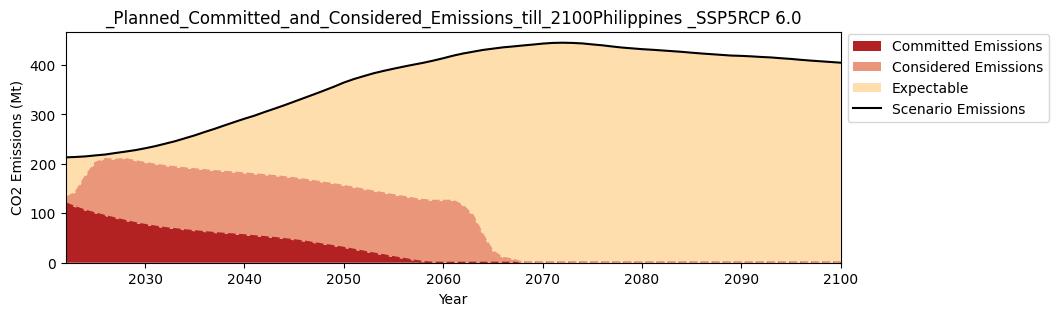 _Planned_Committed_and_Considered_Emissions_till_2100Philippines _SSP5RCP 6.0
CO2 Emissions (Mt)
400
300
200
100
0
2030 2040 2050 2060 2070 2080 2090 2100
Year
Committed Emissions
Considered Emissions
Expectable
Scenario Emissions